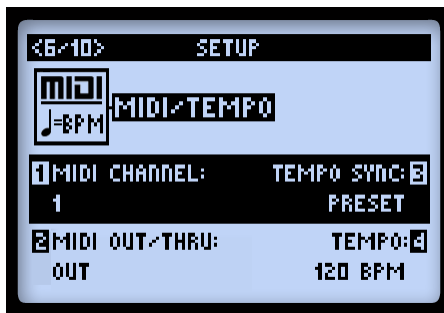 <6/10> SETUP
MIDI
♩=BPM
MIDI/TEMPO
1 MIDI CHANNEL: TEMPO SYNC: 3
1 PRESET
2 MIDI OUT/THRU: TEMPO: 4
OUT 120 BPM